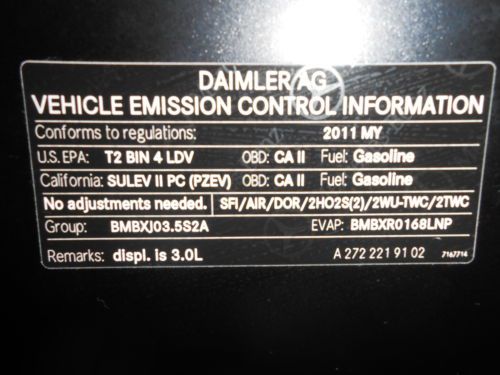 DAIMLER AG
VEHICLE EMISSION CONTROL INFORMATION
Conforms to regulations: 2011 MY
U.S. EPA: T2 BIN 4 LDV OBD: CA II Fuel: Gasoline
California: SULEV II PC (PZEV) OBD: CA II Fuel: Gasoline
No adjustments needed. SFI/AIR/DOR/2HO2S(2)/2WU-TWC/2TWC
Group: BMBXJ03.5S2A EVAP: BMBXR0168LNP
Remarks: displ. is 3.0L A 272 221 91 02 7167714